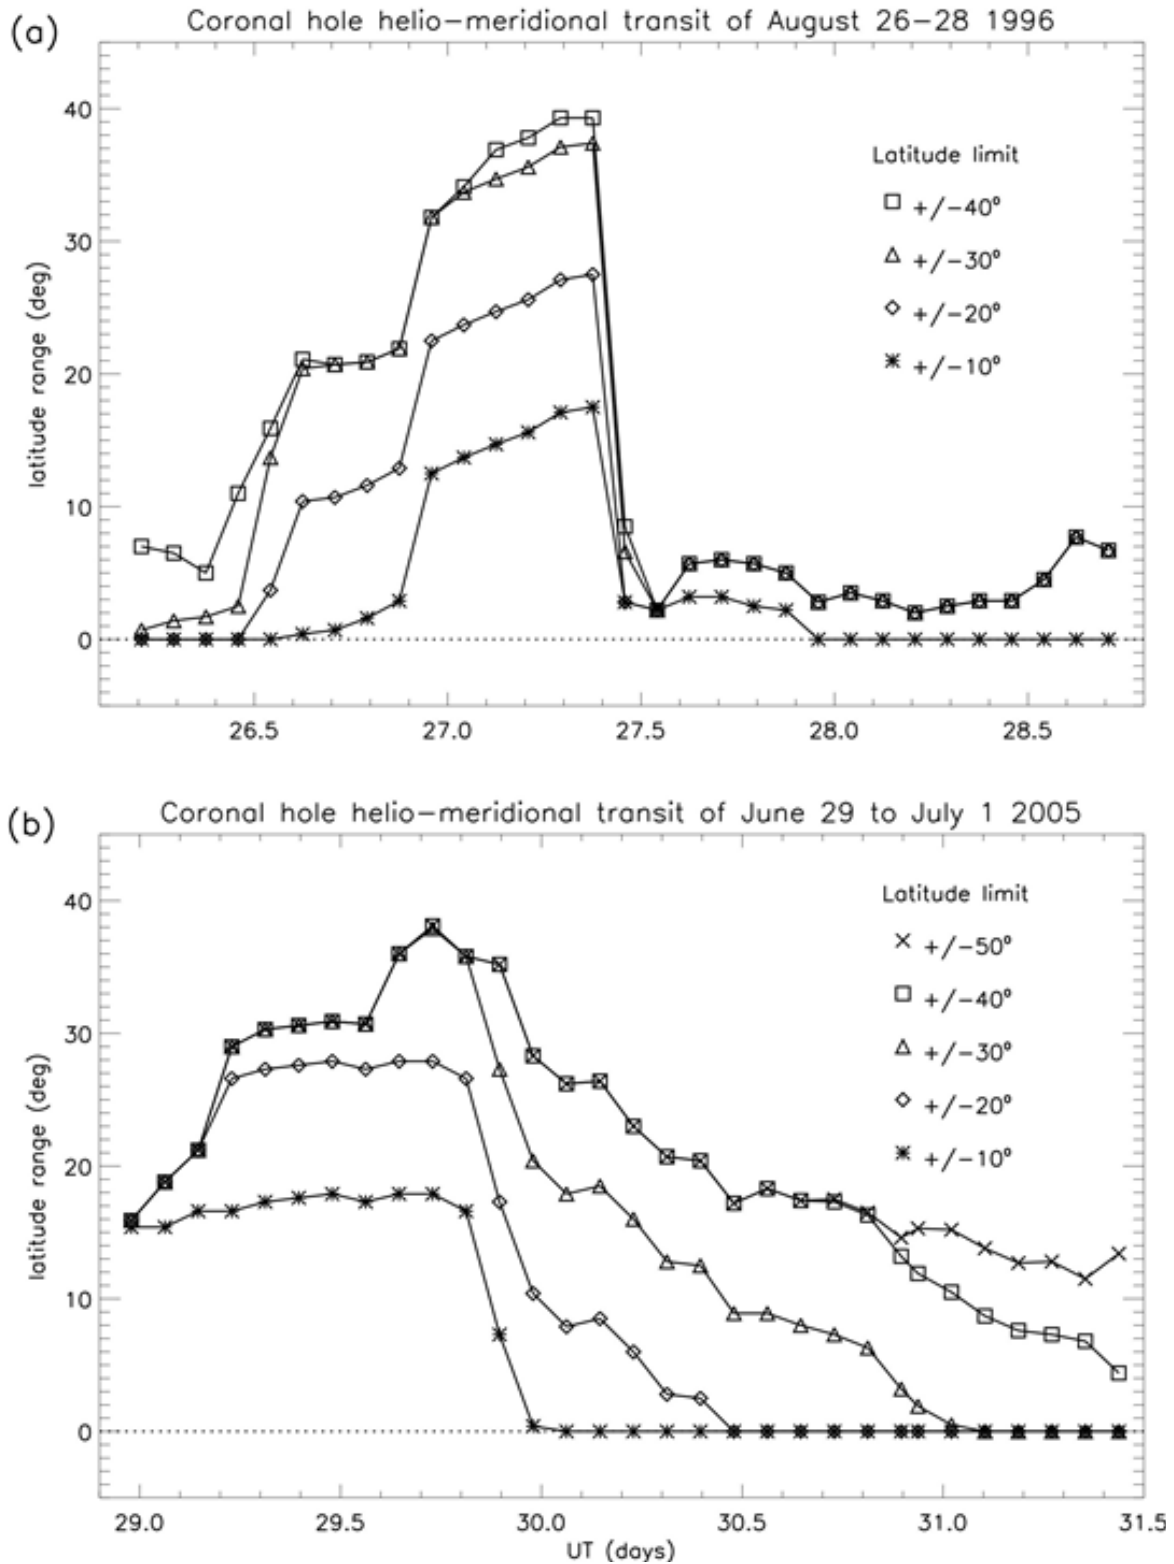 (a)
Coronal hole helio-meridional transit of August 26-28 1996
latitude range (deg)
40
30
20
10
0
Latitude limit
+/-40°
+/-30°
+/-20°
+/-10°
26.5 27.0 27.5 28.0 28.5
(b)
Coronal hole helio-meridional transit of June 29 to July 1 2005
latitude range (deg)
40
30
20
10
0
Latitude limit
+/-50°
+/-40°
+/-30°
+/-20°
+/-10°
29.0 29.5 30.0 30.5 31.0 31.5
UT (days)